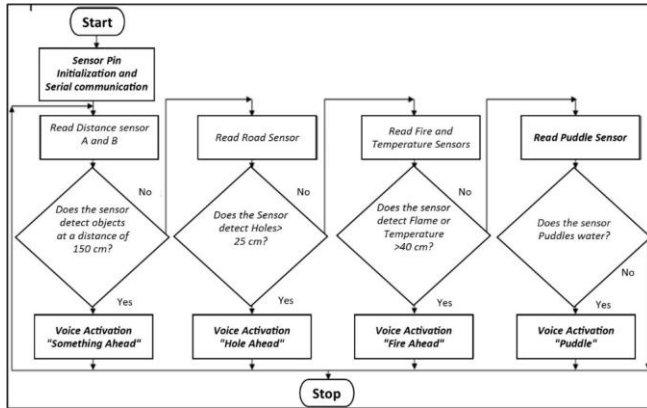 Start
Sensor Pin
Initialization and
Serial communication
Read Distance sensor
A and B
No
Does the sensor
detect objects
at a distance of
150 cm?
Yes
Voice Activation
"Something Ahead"
Read Road Sensor
No
Does the Sensor
detect Holes>
25 cm?
Yes
Voice Activation
"Hole Ahead"
Read Fire and
Temperature Sensors
No
Does the sensor
detect Flame or
Temperature
>40 cm?
Yes
Voice Activation
"Fire Ahead"
Read Puddle Sensor
Does the sensor
Puddles water?
No
Yes
Voice Activation
"Puddle"
Stop